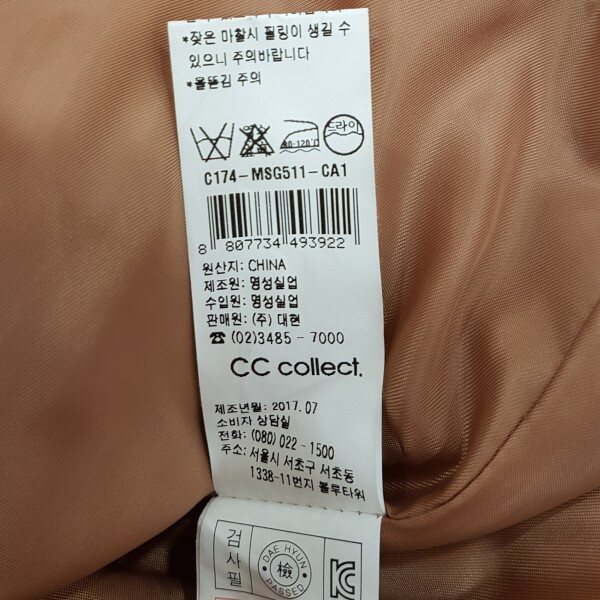 *잦은 마찰시 필링이 생길 수
있으니 주의바랍니다
*올뜯김 주의
드라이
80-120℃
C174-MSG511-CA1
8 807734 493922
원산지: CHINA
제조원: 명성실업
수입원: 명성실업
판매원: (주) 대현
☎ (02)3485 - 7000
CC collect.
제조년월: 2017. 07
소비자 상담실
전화: (080) 022 - 1500
주소: 서울시 서초구 서초동
1338-11번지 블루타워
검사필
DAE HYUN
檢
PASSED